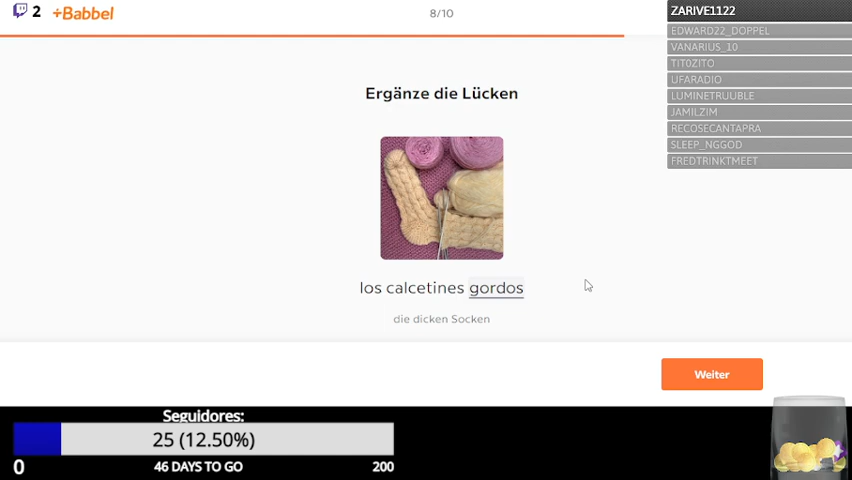 2
+Babbel
8/10
ZARIVE1122
EDWARD22_DOPPEL
VANARIUS_10
TIT0ZITO
UFARADIO
LUMINETRUUBLE
JAMILZIM
RECOSECANTAPRA
SLEEP_NGGOD
FREDTRINKTMEET
Ergänze die Lücken
los calcetines gordos
die dicken Socken
Weiter
Seguidores:
25 (12.50%)
0
46 DAYS TO GO
200